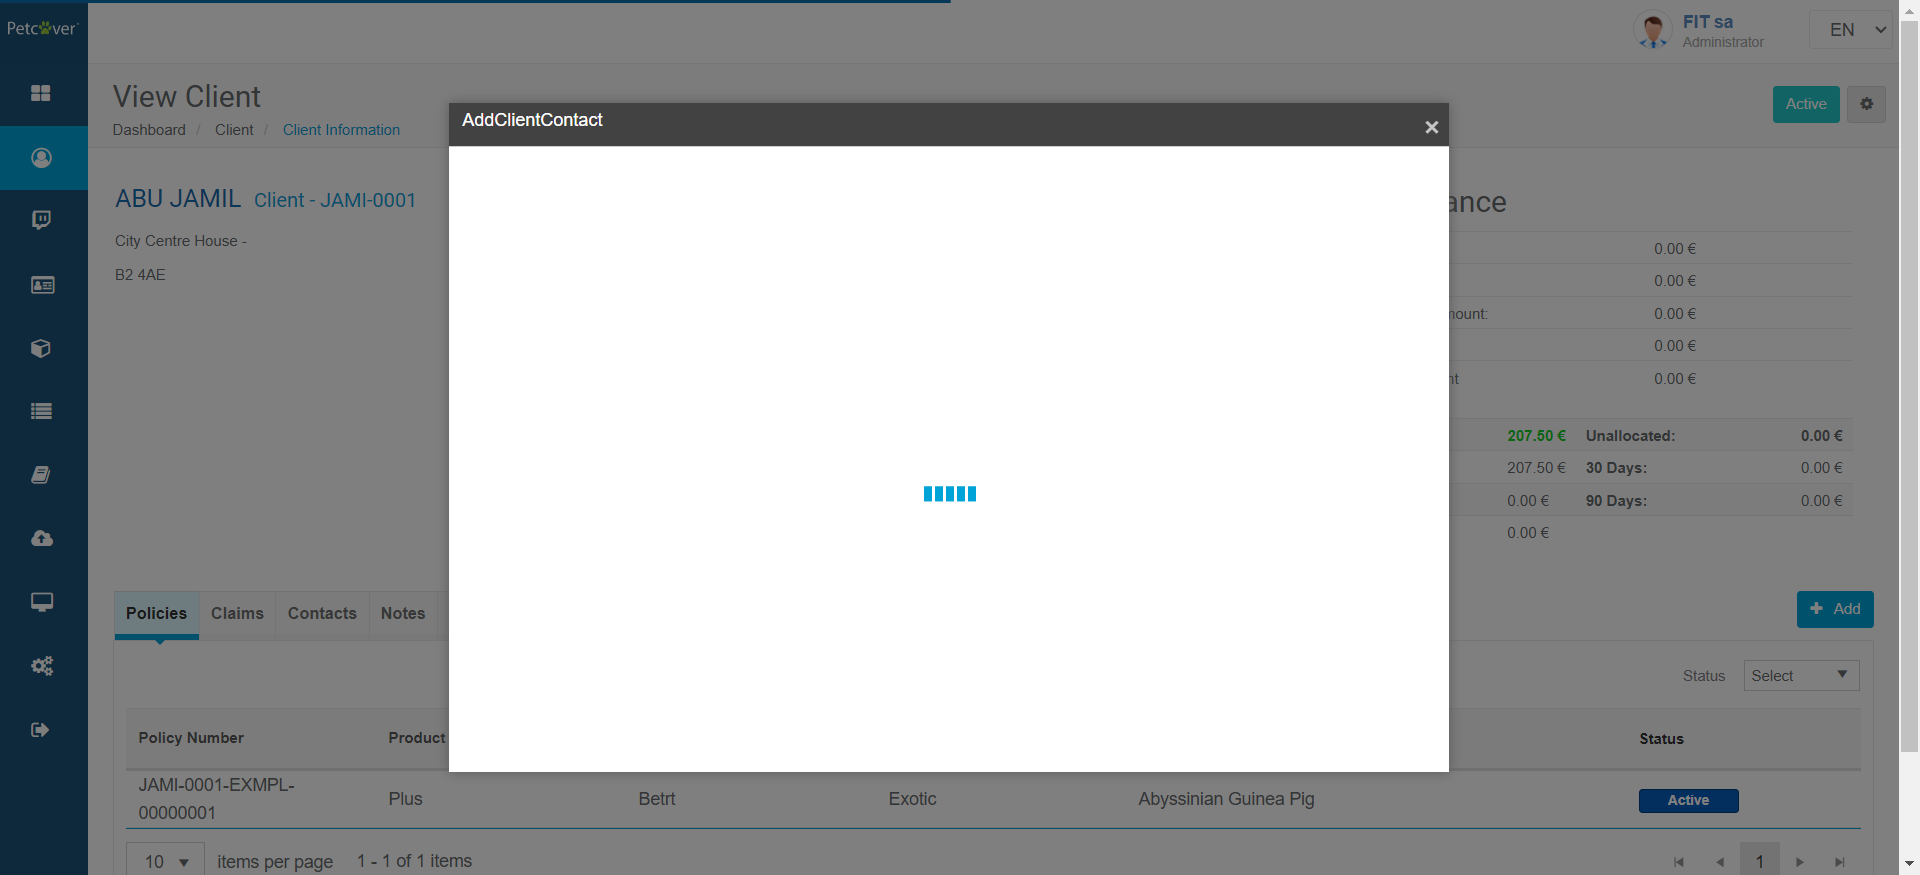 Petcover
FIT sa
Administrator
EN
View Client
Dashboard / Client / Client Information
Active
AddClientContact
×
ABU JAMIL Client - JAMI-0001
City Centre House -
B2 4AE
ance
0.00 €
0.00 €
nount: 0.00 €
0.00 €
nt 0.00 €
207.50 € Unallocated: 0.00 €
207.50 € 30 Days: 0.00 €
0.00 € 90 Days: 0.00 €
0.00 €
Policies Claims Contacts Notes
+ Add
Status Select
Policy Number Product Status
JAMI-0001-EXMPL-
00000001 Plus Betrt Exotic Abyssinian Guinea Pig Active
10 items per page 1 - 1 of 1 items 1